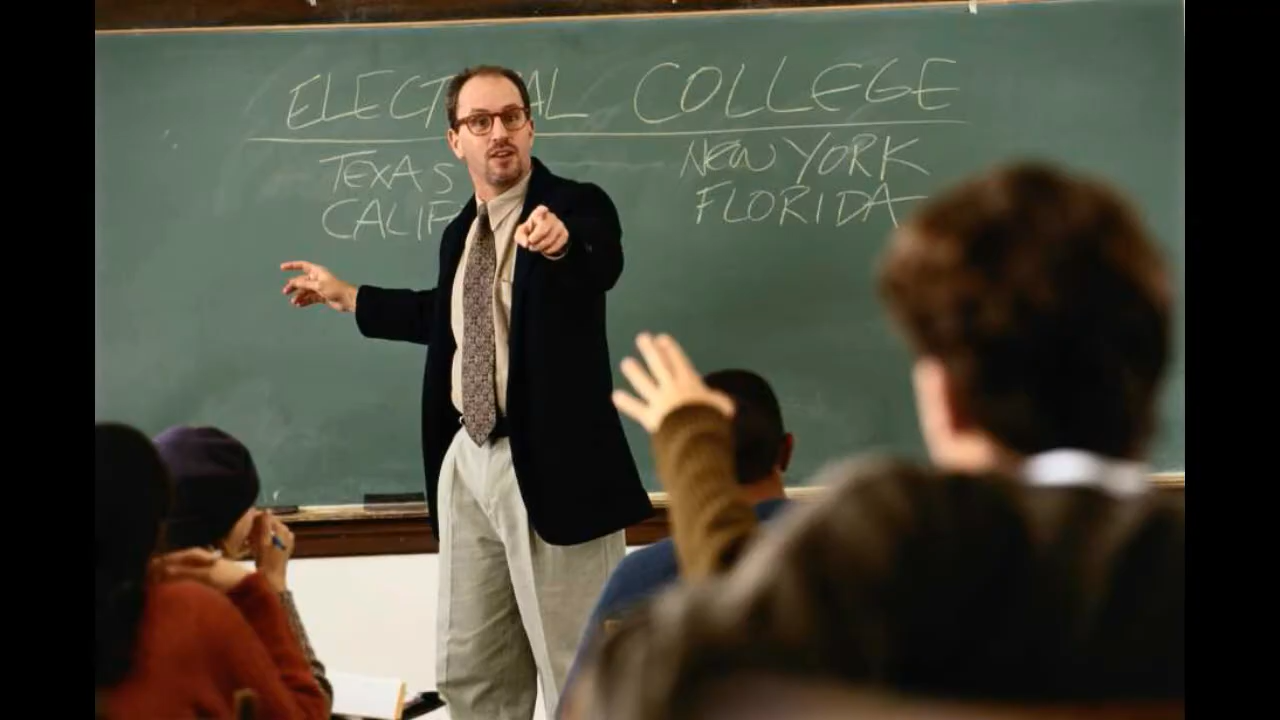 ELECT AL COLLEGE
TEXAS
CALIF
NEW YORK
FLORIDA